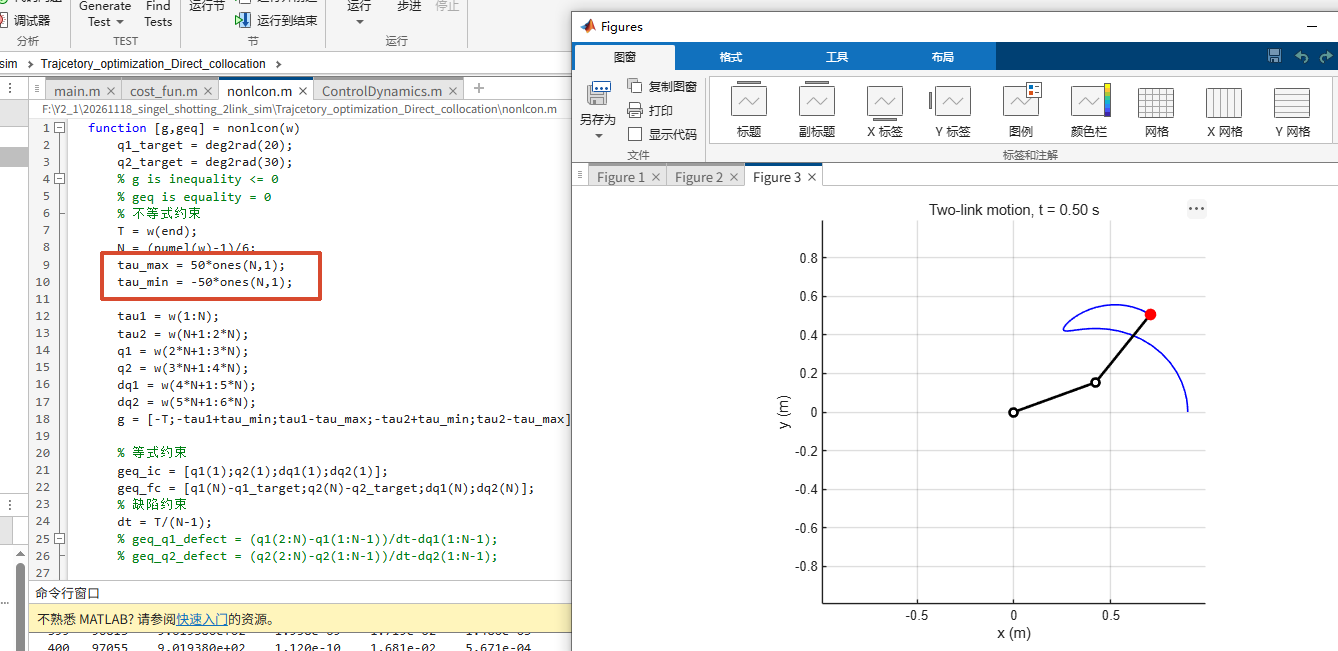 调试器
分析
Generate Test
Find Tests
TEST
运行节
运行到结束
节
运行
步进
停止
运行
sim
Trajcetory_optimization_Direct_collocation
main.m
cost_fun.m
nonlcon.m
ControlDynamics.m
F:\Y2_1\20261118_singel_shotting_2link_sim\Trajcetory_optimization_Direct_collocation\nonlcon.m
1 function [g,geq] = nonlcon(w)
2 q1_target = deg2rad(20);
3 q2_target = deg2rad(30);
4 % g is inequality <= 0
5 % geq is equality = 0
6 % 不等式约束
7 T = w(end);
8 N = (numel(w)-1)/6;
9 tau_max = 50*ones(N,1);
10 tau_min = -50*ones(N,1);
11
12 tau1 = w(1:N);
13 tau2 = w(N+1:2*N);
14 q1 = w(2*N+1:3*N);
15 q2 = w(3*N+1:4*N);
16 dq1 = w(4*N+1:5*N);
17 dq2 = w(5*N+1:6*N);
18 g = [-T;-tau1+tau_min;tau1-tau_max;-tau2+tau_min;tau2-tau_max]
19
20 % 等式约束
21 geq_ic = [q1(1);q2(1);dq1(1);dq2(1)];
22 geq_fc = [q1(N)-q1_target;q2(N)-q2_target;dq1(N);dq2(N)];
23 % 缺陷约束
24 dt = T/(N-1);
25 % geq_q1_defect = (q1(2:N)-q1(1:N-1))/dt-dq1(1:N-1);
26 % geq_q2_defect = (q2(2:N)-q2(1:N-1))/dt-dq2(1:N-1);
27
命令行窗口
不熟悉 MATLAB? 请参阅快速入门的资源。
400 97055 9.019380e+02 1.120e-10 1.681e-02 5.671e-04
Figures
图窗
格式
工具
布局
另存为
复制图窗
打印
显示代码
文件
标题
副标题
X 标签
Y 标签
图例
颜色栏
网格
X 网格
Y 网格
标签和注解
Figure 1
Figure 2
Figure 3
Two-link motion, t = 0.50 s
0.8
0.6
0.4
0.2
0
-0.2
-0.4
-0.6
-0.8
y (m)
-0.5
0
0.5
x (m)